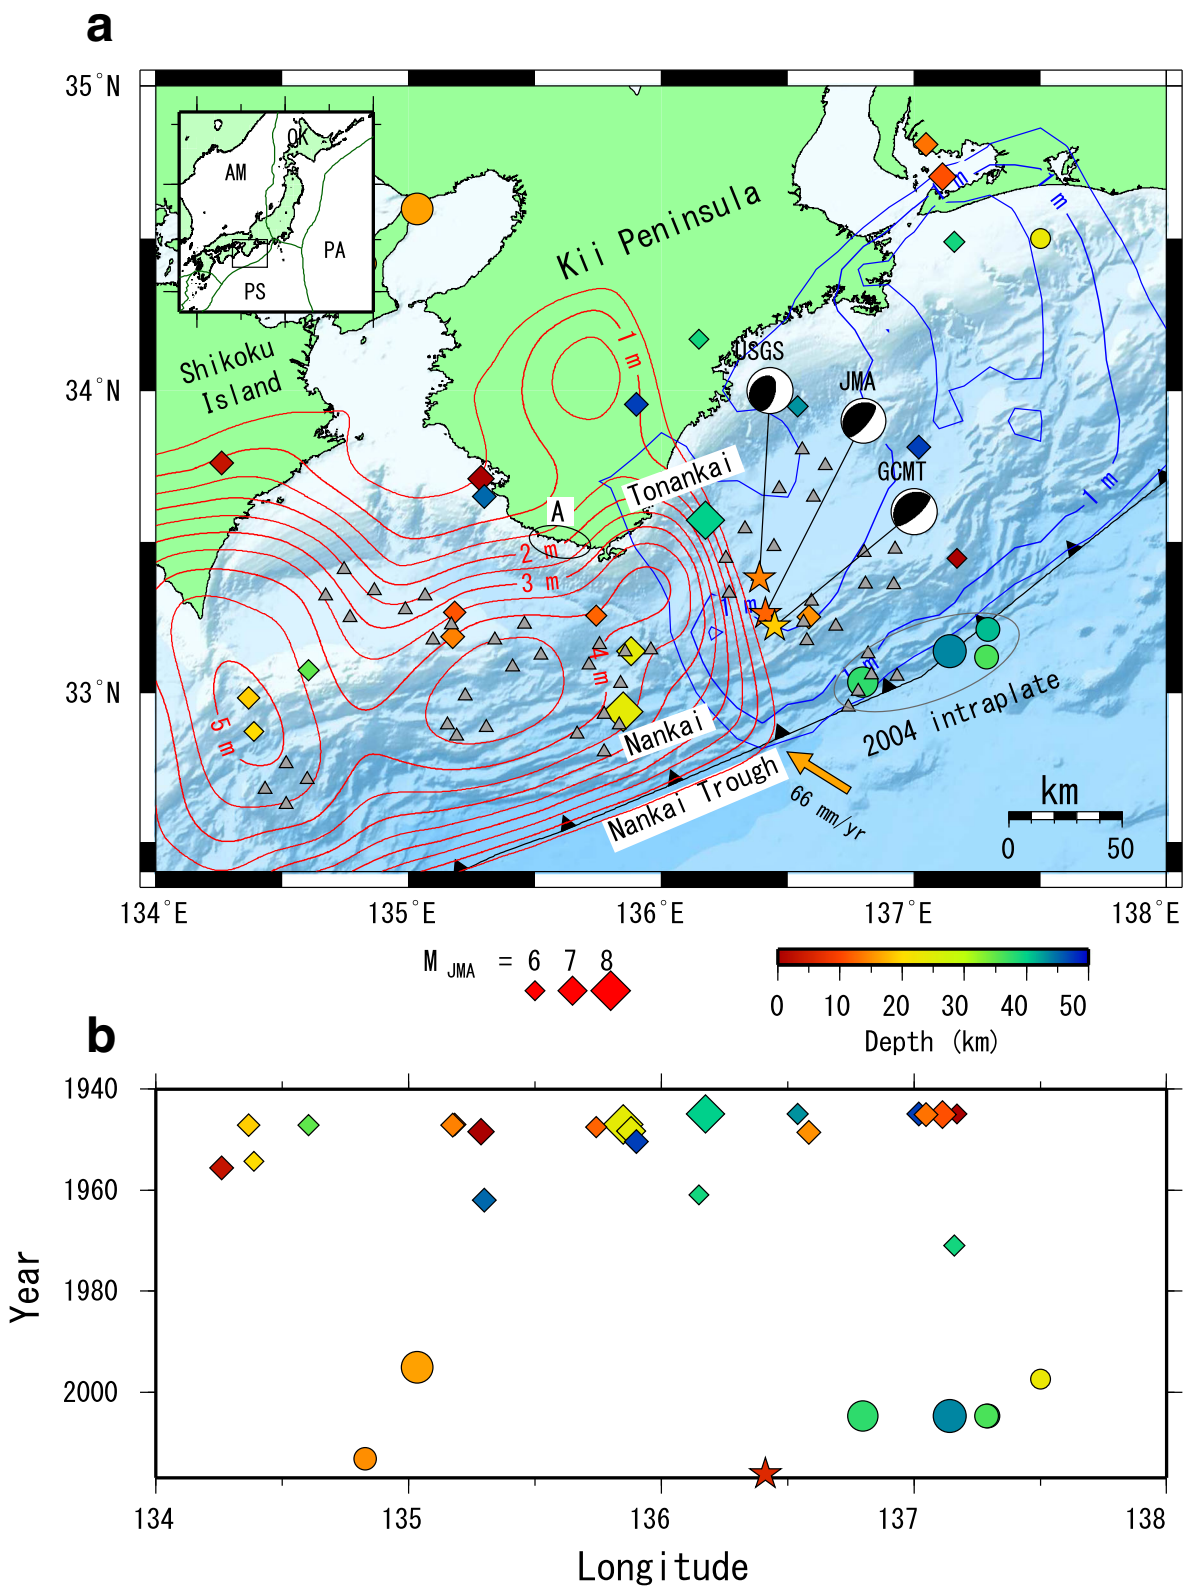 a
35°N
34°N
33°N
OK
AM
PA
PS
Kii Peninsula
Shikoku
Island
USGS
JMA
GCMT
1 m
m
1
m
1 m
Tonankai
A
2 m
3 m
4 m
5 m
1 m
1 m
Nankai
Nankai Trough
2004 intraplate
66 mm/yr
km
0 50
134°E 135°E 136°E 137°E 138°E
M JMA = 6 7 8
0 10 20 30 40 50
Depth (km)
b
1940
1960
1980
2000
Year
134 135 136 137 138
Longitude